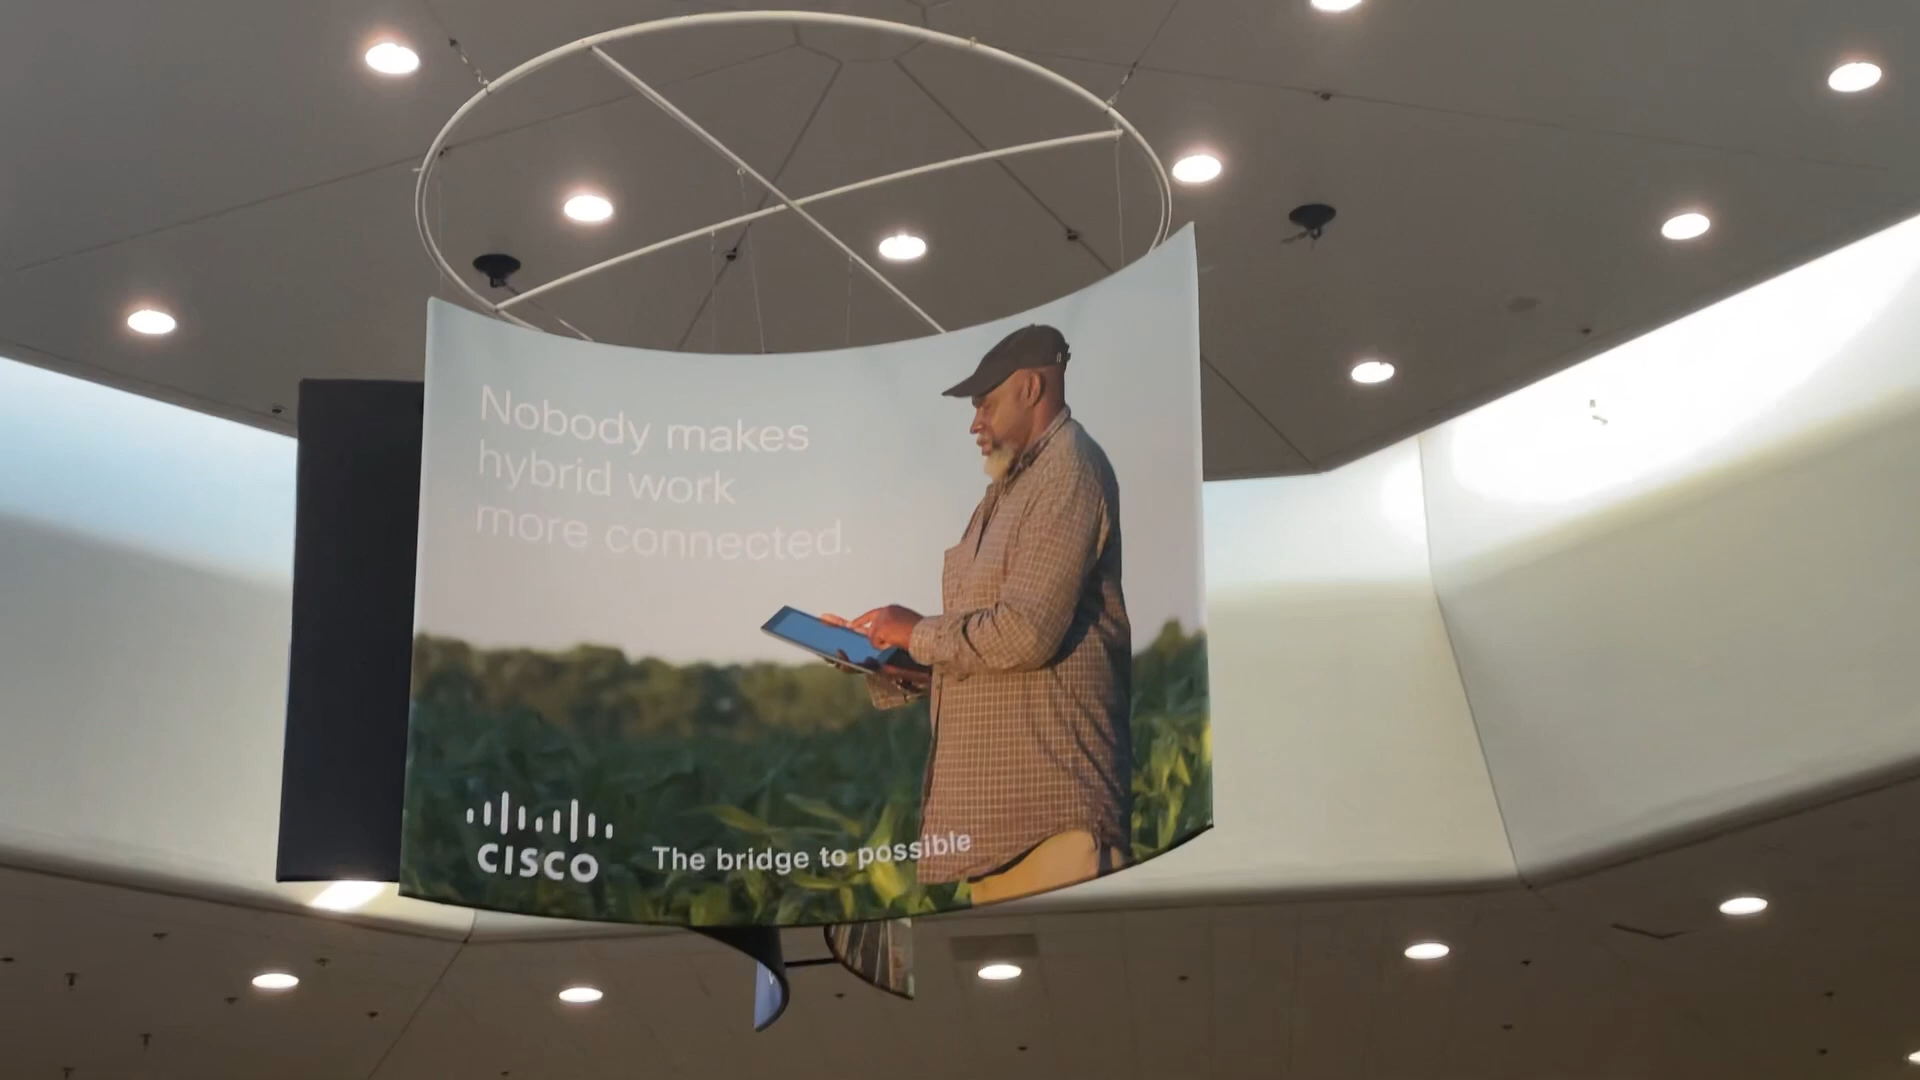 Nobody makes
hybrid work
more connected.
CISCO
The bridge to possible